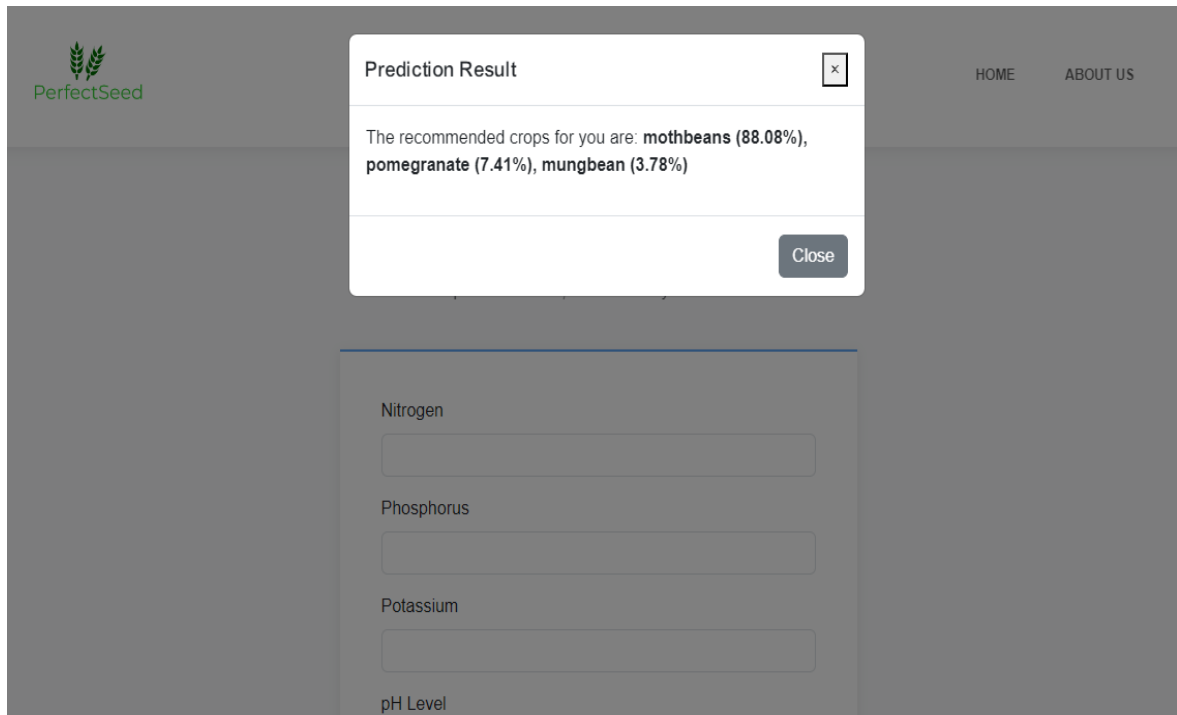 PerfectSeed
HOME
ABOUT US
Prediction Result
×
The recommended crops for you are: mothbeans (88.08%),
pomegranate (7.41%), mungbean (3.78%)
Close
Nitrogen
Phosphorus
Potassium
pH Level